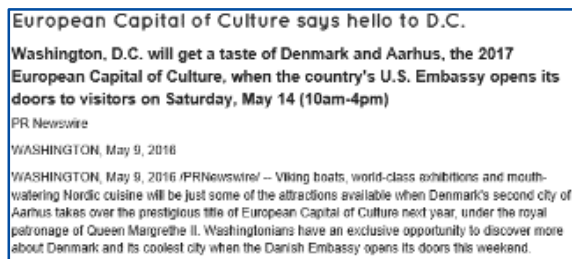 European Capital of Culture says hello to D.C.
Washington, D.C. will get a taste of Denmark and Aarhus, the 2017
European Capital of Culture, when the country's U.S. Embassy opens its
doors to visitors on Saturday, May 14 (10am-4pm)
PR Newswire
WASHINGTON, May 9, 2016
WASHINGTON, May 9, 2016 /PRNewswire/ -- Viking boats, world-class exhibitions and mouth-
watering Nordic cuisine will be just some of the attractions available when Denmark's second city of
Aarhus takes over the prestigious title of European Capital of Culture next year, under the royal
patronage of Queen Margrethe II. Washingtonians have an exclusive opportunity to discover more
about Denmark and its coolest city when the Danish Embassy opens its doors this weekend.